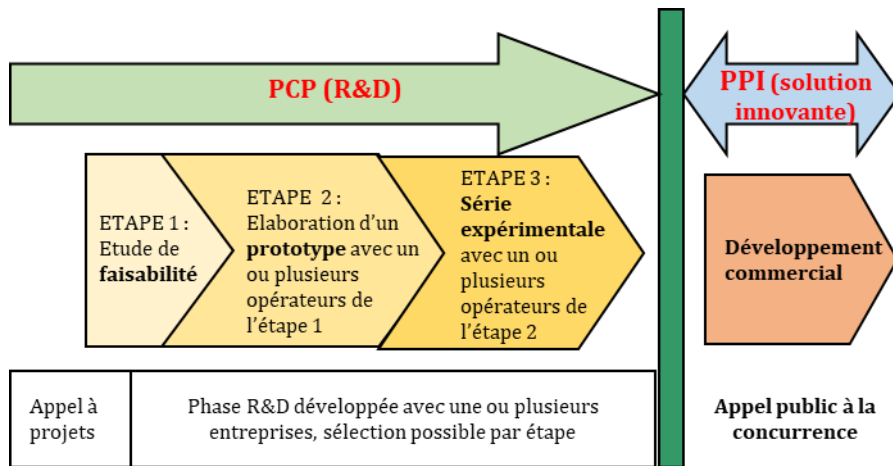 PCP (R&D)
PPI (solution
innovante)
ETAPE 1 :
Etude de
faisabilité
ETAPE 2 :
Elaboration d'un
prototype avec un
ou plusieurs
opérateurs de
l'étape 1
ETAPE 3 :
Série
expérimentale
avec un ou
plusieurs
opérateurs de
l'étape 2
Développement
commercial
Appel à
projets
Phase R&D développée avec une ou plusieurs
entreprises, sélection possible par étape
Appel public à la
concurrence